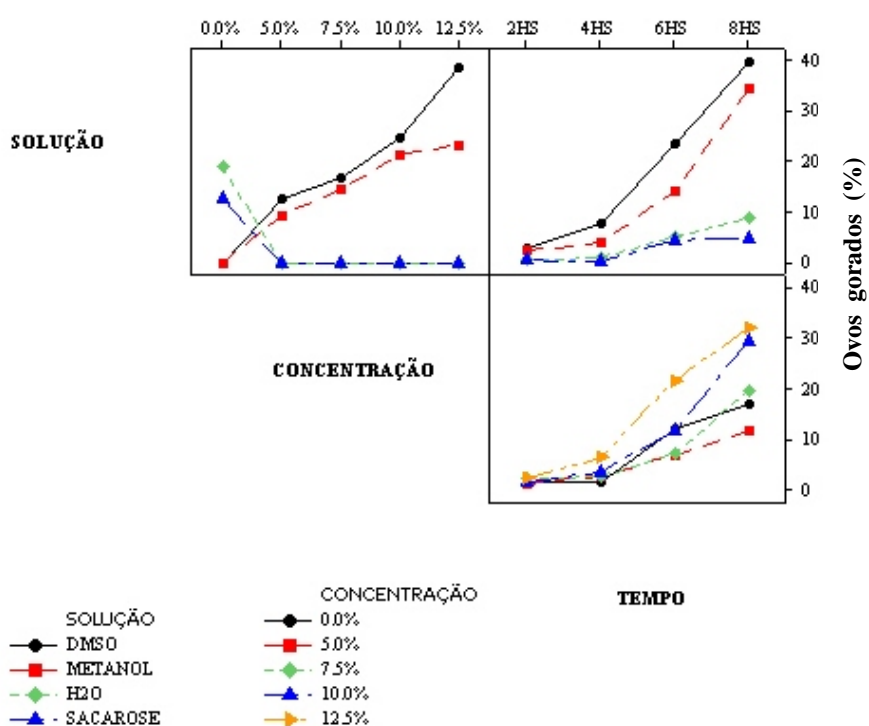 0.0% 5.0% 7.5% 10.0% 12.5% 2HS 4HS 6HS 8HS
40
30
SOLUÇÃO
20
10
0
Ovos gorados (%)
40
30
CONCENTRAÇÃO
20
10
0
TEMPO
SOLUÇÃO
DMSO
METANOL
H2O
SACAROSE
CONCENTRAÇÃO
0.0%
5.0%
7.5%
10.0%
12.5%